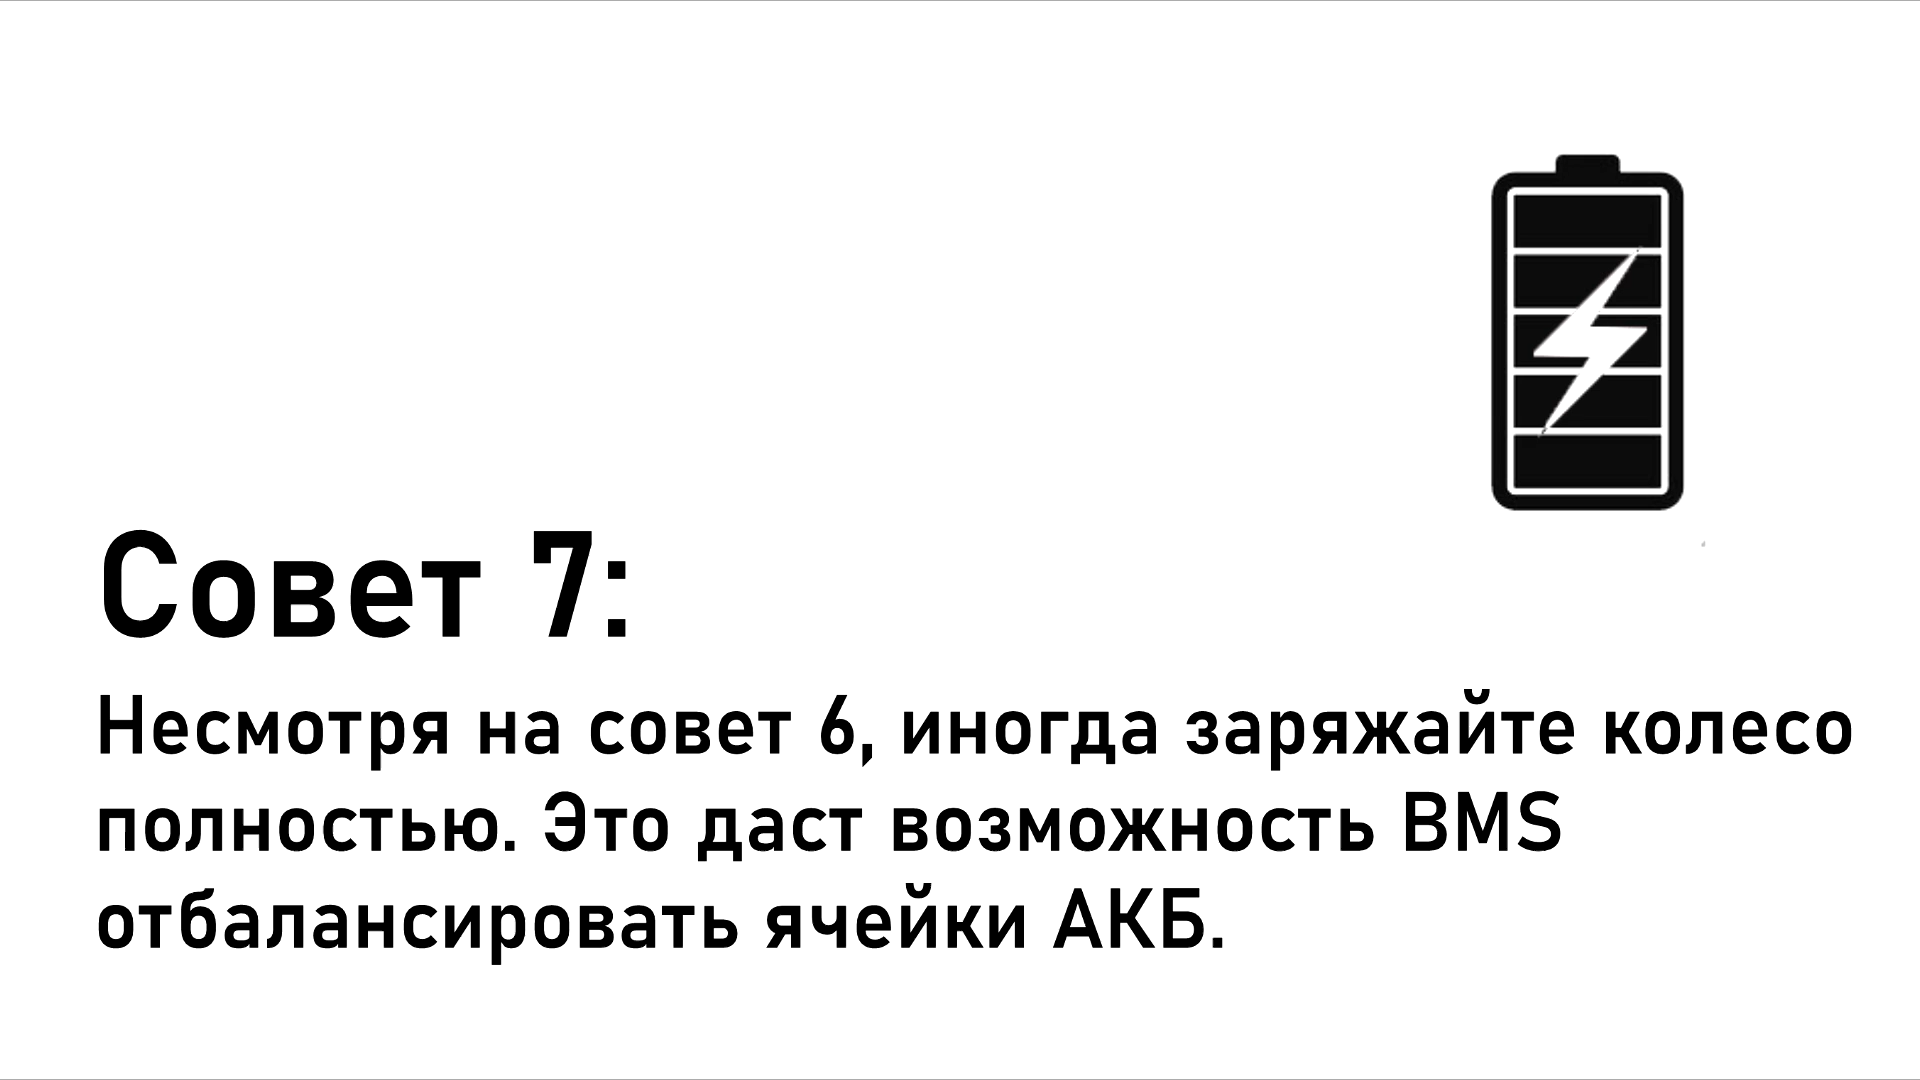 Совет 7:
Несмотря на совет 6, иногда заряжайте колесо
полностью. Это даст возможность BMS
отбалансировать ячейки АКБ.